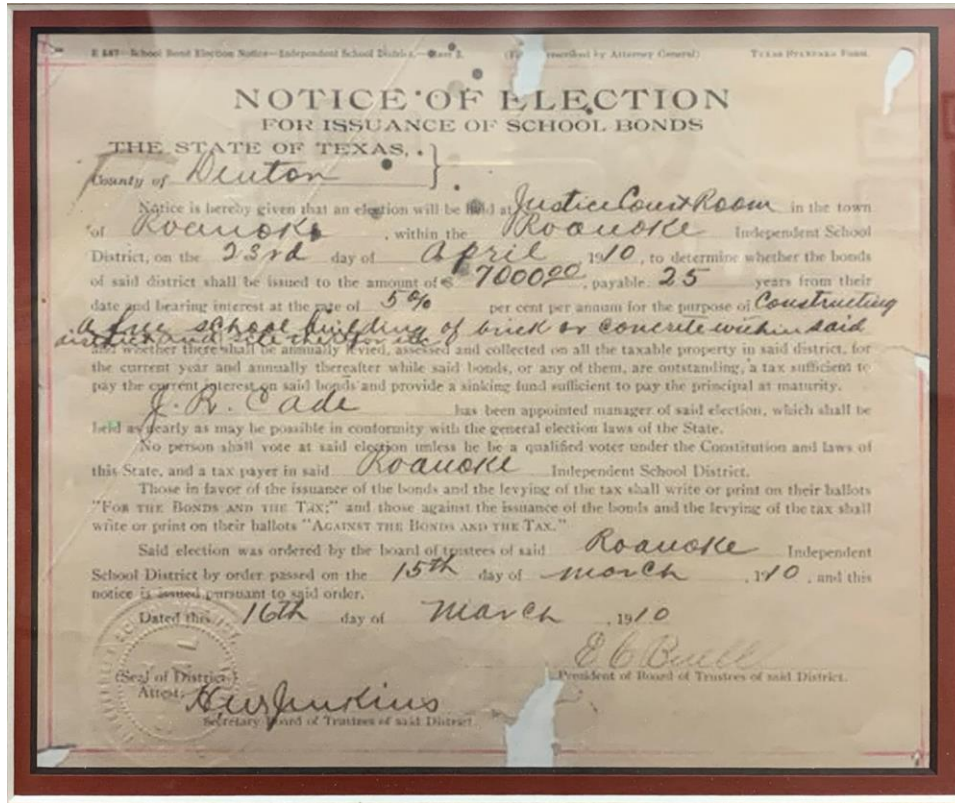 E 437—School Bond Election Notice—Independent School District.—Class 2. (Form Prescribed by Attorney General) TEXAS STANDARD FORM
NOTICE OF ELECTION
FOR ISSUANCE OF SCHOOL BONDS
THE STATE OF TEXAS,
County of Denton
Notice is hereby given that an election will be held at Justice Court Room in the town
of Roanoke, within the Roanoke Independent School
District, on the 23rd day of April 1910, to determine whether the bonds
of said district shall be issued to the amount of $ 7000.00, payable 25 years from their
date and bearing interest at the rate of 5% per cent per annum for the purpose of Constructing
a free school building of brick or concrete within said
district and site therefor etc
and whether there shall be annually levied, assessed and collected on all the taxable property in said district, for
the current year and annually thereafter while said bonds, or any of them, are outstanding, a tax sufficient to
pay the current interest on said bonds and provide a sinking fund sufficient to pay the principal at maturity.
J. R. Cade has been appointed manager of said election, which shall be
held as nearly as may be possible in conformity with the general election laws of the State.
No person shall vote at said election unless he be a qualified voter under the Constitution and laws of
this State, and a tax payer in said Roanoke Independent School District.
Those in favor of the issuance of the bonds and the levying of the tax shall write or print on their ballots
"FOR THE BONDS AND THE TAX;" and those against the issuance of the bonds and the levying of the tax shall
write or print on their ballots "AGAINST THE BONDS AND THE TAX."
Said election was ordered by the board of trustees of said Roanoke Independent
School District by order passed on the 15th day of March, 1910, and this
notice is issued pursuant to said order.
Dated this 16th day of March, 1910
E C Buell
(Seal of District) President of Board of Trustees of said District.
Attest: H W Jenkins
Secretary Board of Trustees of said District.